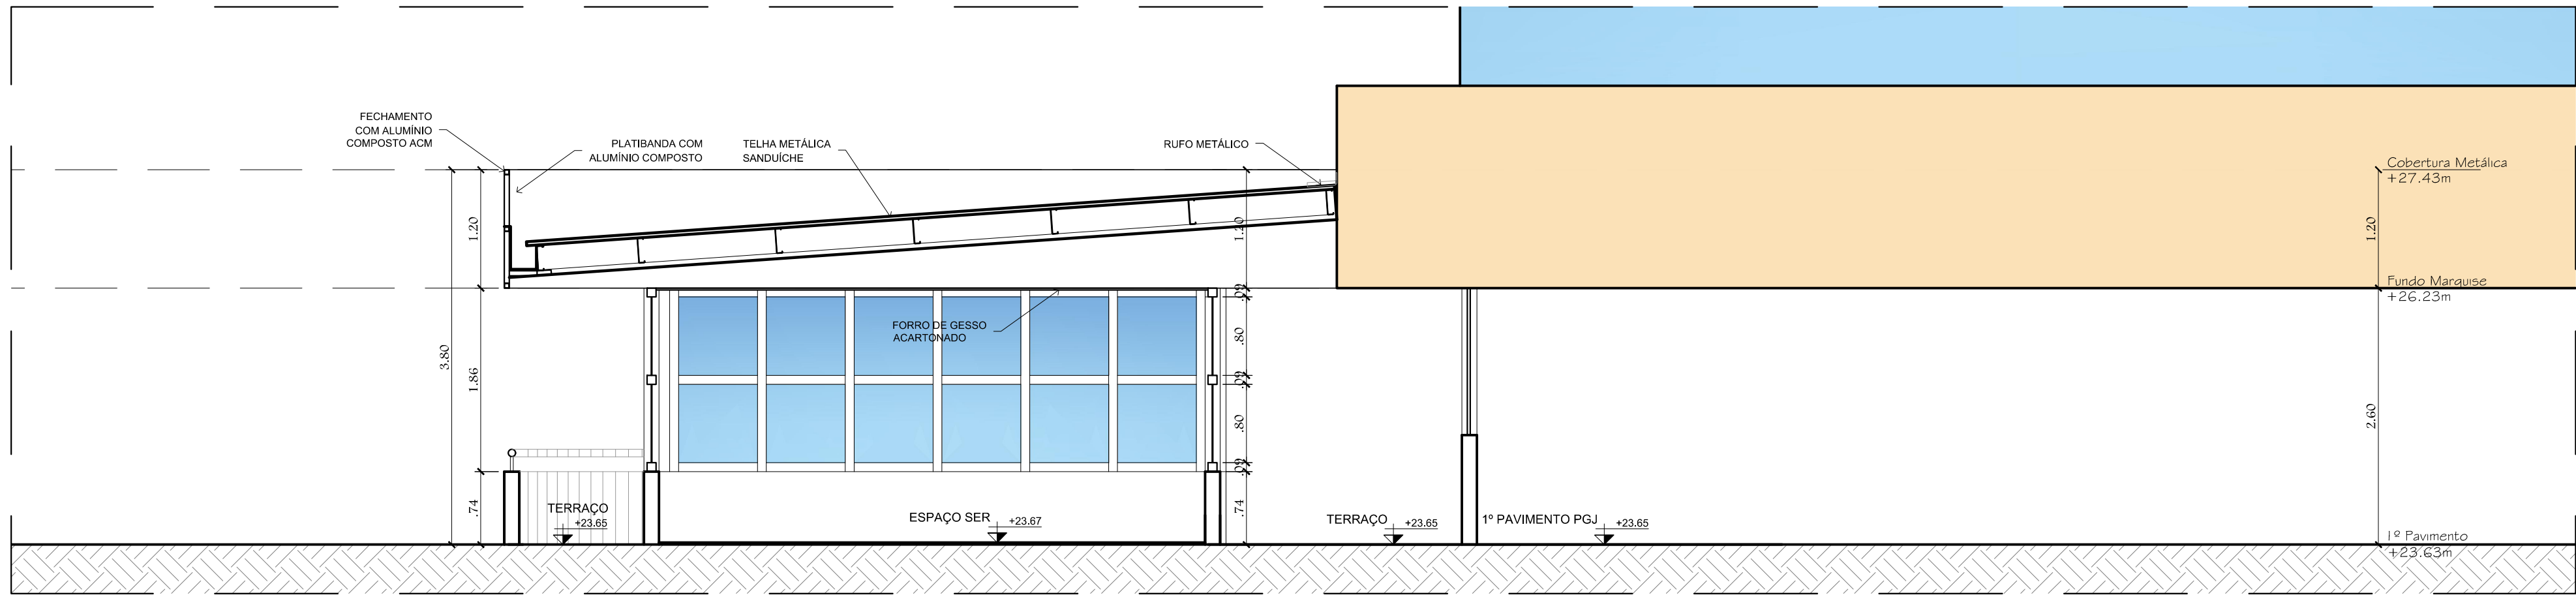 FECHAMENTO
COM ALUMÍNIO
COMPOSTO ACM
PLATIBANDA COM
ALUMÍNIO COMPOSTO
TELHA METÁLICA
SANDUÍCHE
RUFO METÁLICO
Cobertura Metálica
+27.43m
1.20
1.20
1.20
Fundo Marquise
+26.23m
FORRO DE GESSO
ACARTONADO
3.80
1.86
.09
.80
.09
.80
.09
2.60
.74
.74
TERRAÇO
+23.65
ESPAÇO SER
+23.67
TERRAÇO
+23.65
1º PAVIMENTO PGJ
+23.65
1º Pavimento
+23.63m